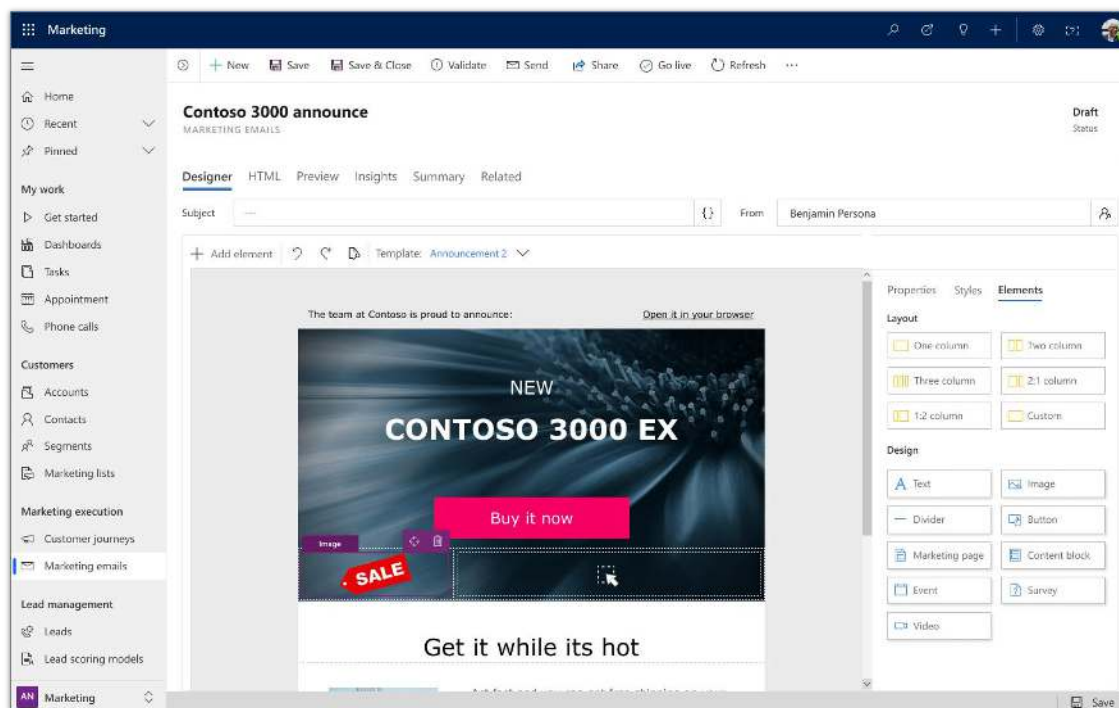 Marketing
New Save Save & Close Validate Send Share Go live Refresh ...
Home
Recent
Pinned
My work
Get started
Dashboards
Tasks
Appointment
Phone calls
Customers
Accounts
Contacts
Segments
Marketing lists
Marketing execution
Customer journeys
Marketing emails
Lead management
Leads
Lead scoring models
AN Marketing
Contoso 3000 announce
MARKETING EMAILS
Draft
Status
Designer HTML Preview Insights Summary Related
Subject --- {} From Benjamin Persona
Add element Template: Announcement 2
The team at Contoso is proud to announce: Open it in your browser
NEW
CONTOSO 3000 EX
Buy it now
Image
SALE
Get it while its hot
Properties Styles Elements
Layout
One column Two column
Three column 2:1 column
1:2 column Custom
Design
Text Image
Divider Button
Marketing page Content block
Event Survey
Video
Save